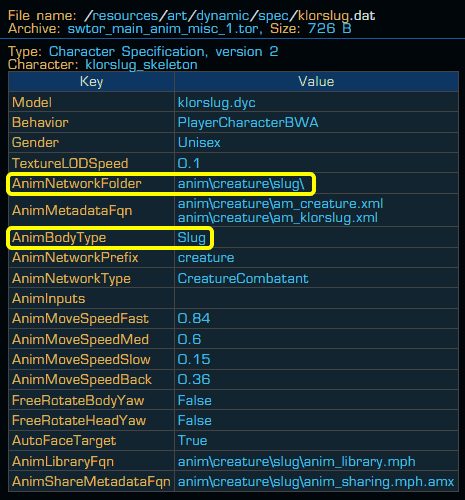 File name: /resources/art/dynamic/spec/klorslug.dat
Archive: swtor_main_anim_misc_1.tor, Size: 726 B
Type: Character Specification, version 2
Character: klorslug_skeleton
Key Value
Model klorslug.dyc
Behavior PlayerCharacterBWA
Gender Unisex
TextureLODSpeed 0.1
AnimNetworkFolder anim\creature\slug\
AnimMetadataFqn anim\creature\am_creature.xml
anim\creature\am_klorslug.xml
AnimBodyType Slug
AnimNetworkPrefix creature
AnimNetworkType CreatureCombatant
AnimInputs
AnimMoveSpeedFast 0.84
AnimMoveSpeedMed 0.6
AnimMoveSpeedSlow 0.15
AnimMoveSpeedBack 0.36
FreeRotateBodyYaw False
FreeRotateHeadYaw False
AutoFaceTarget True
AnimLibraryFqn anim\creature\slug\anim_library.mph
AnimShareMetadataFqn anim\creature\slug\anim_sharing.mph.amx